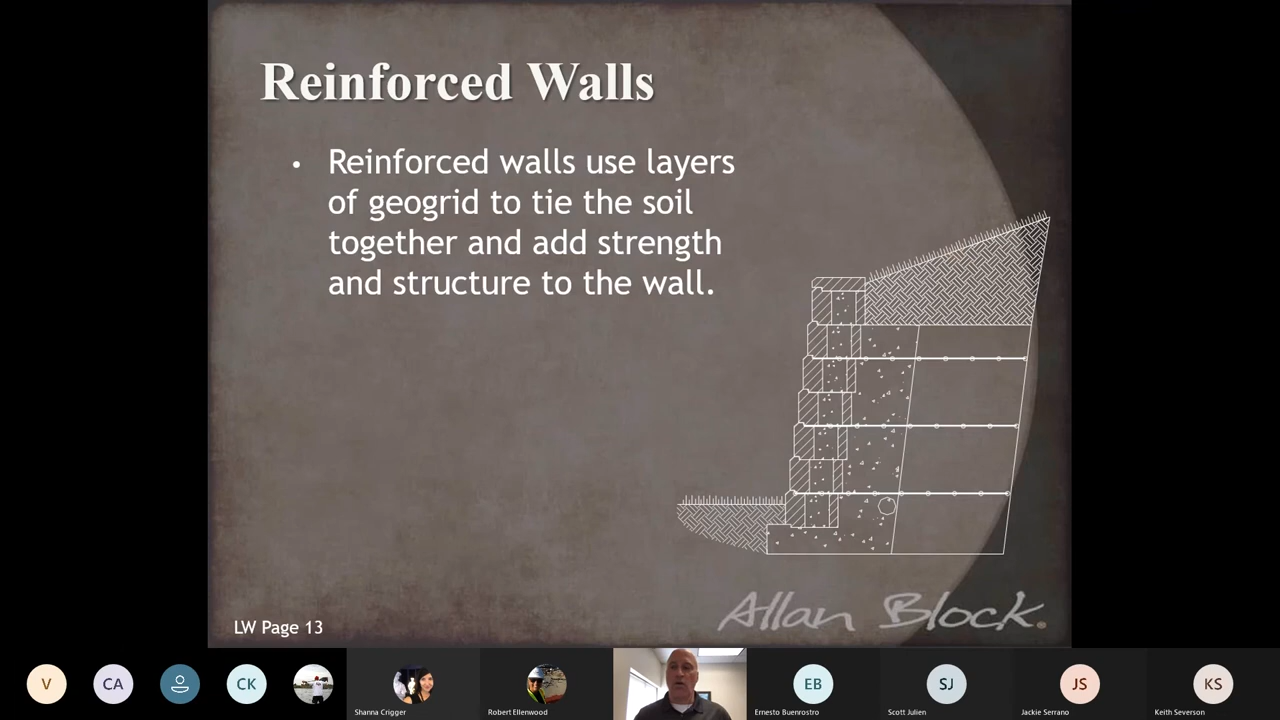 Reinforced Walls
• Reinforced walls use layers
of geogrid to tie the soil
together and add strength
and structure to the wall.
Allan Block.
LW Page 13
V
CA
CK
Shanna Crigger
Robert Ellenwood
EB
Ernesto Buenrostro
SJ
Scott Julien
JS
Jackie Serrano
KS
Keith Severson